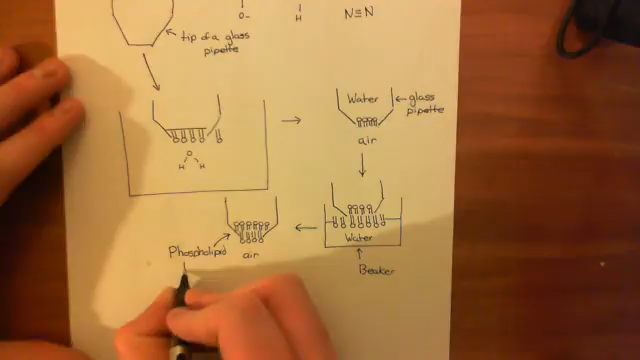 O-
H
N≡N
tip of a glass
pipette
Water
glass
pipette
air
O
H H
Water
Phospholipid
air
Beaker